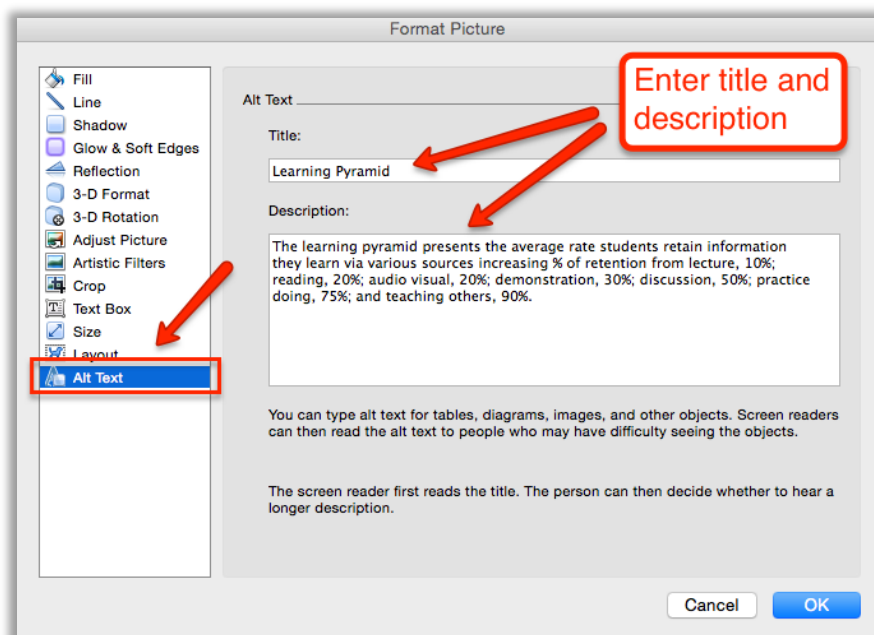 Format Picture
Fill
Line
Shadow
Glow & Soft Edges
Reflection
3-D Format
3-D Rotation
Adjust Picture
Artistic Filters
Crop
Text Box
Size
Layout
Alt Text
Alt Text
Enter title and
description
Title:
Learning Pyramid
Description:
The learning pyramid presents the average rate students retain information
they learn via various sources increasing % of retention from lecture, 10%;
reading, 20%; audio visual, 20%; demonstration, 30%; discussion, 50%; practice
doing, 75%; and teaching others, 90%.
You can type alt text for tables, diagrams, images, and other objects. Screen readers
can then read the alt text to people who may have difficulty seeing the objects.
The screen reader first reads the title. The person can then decide whether to hear a
longer description.
Cancel
OK